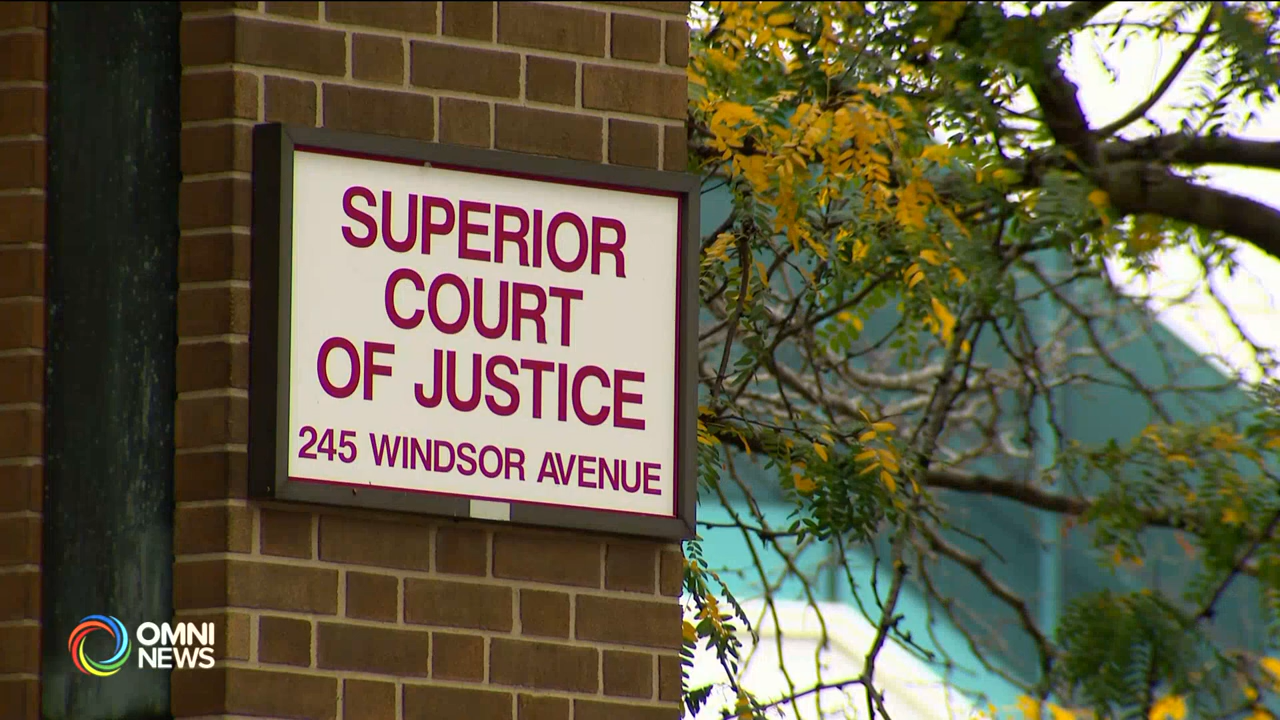 SUPERIOR
COURT
OF JUSTICE
245 WINDSOR AVENUE
OMNI
NEWS